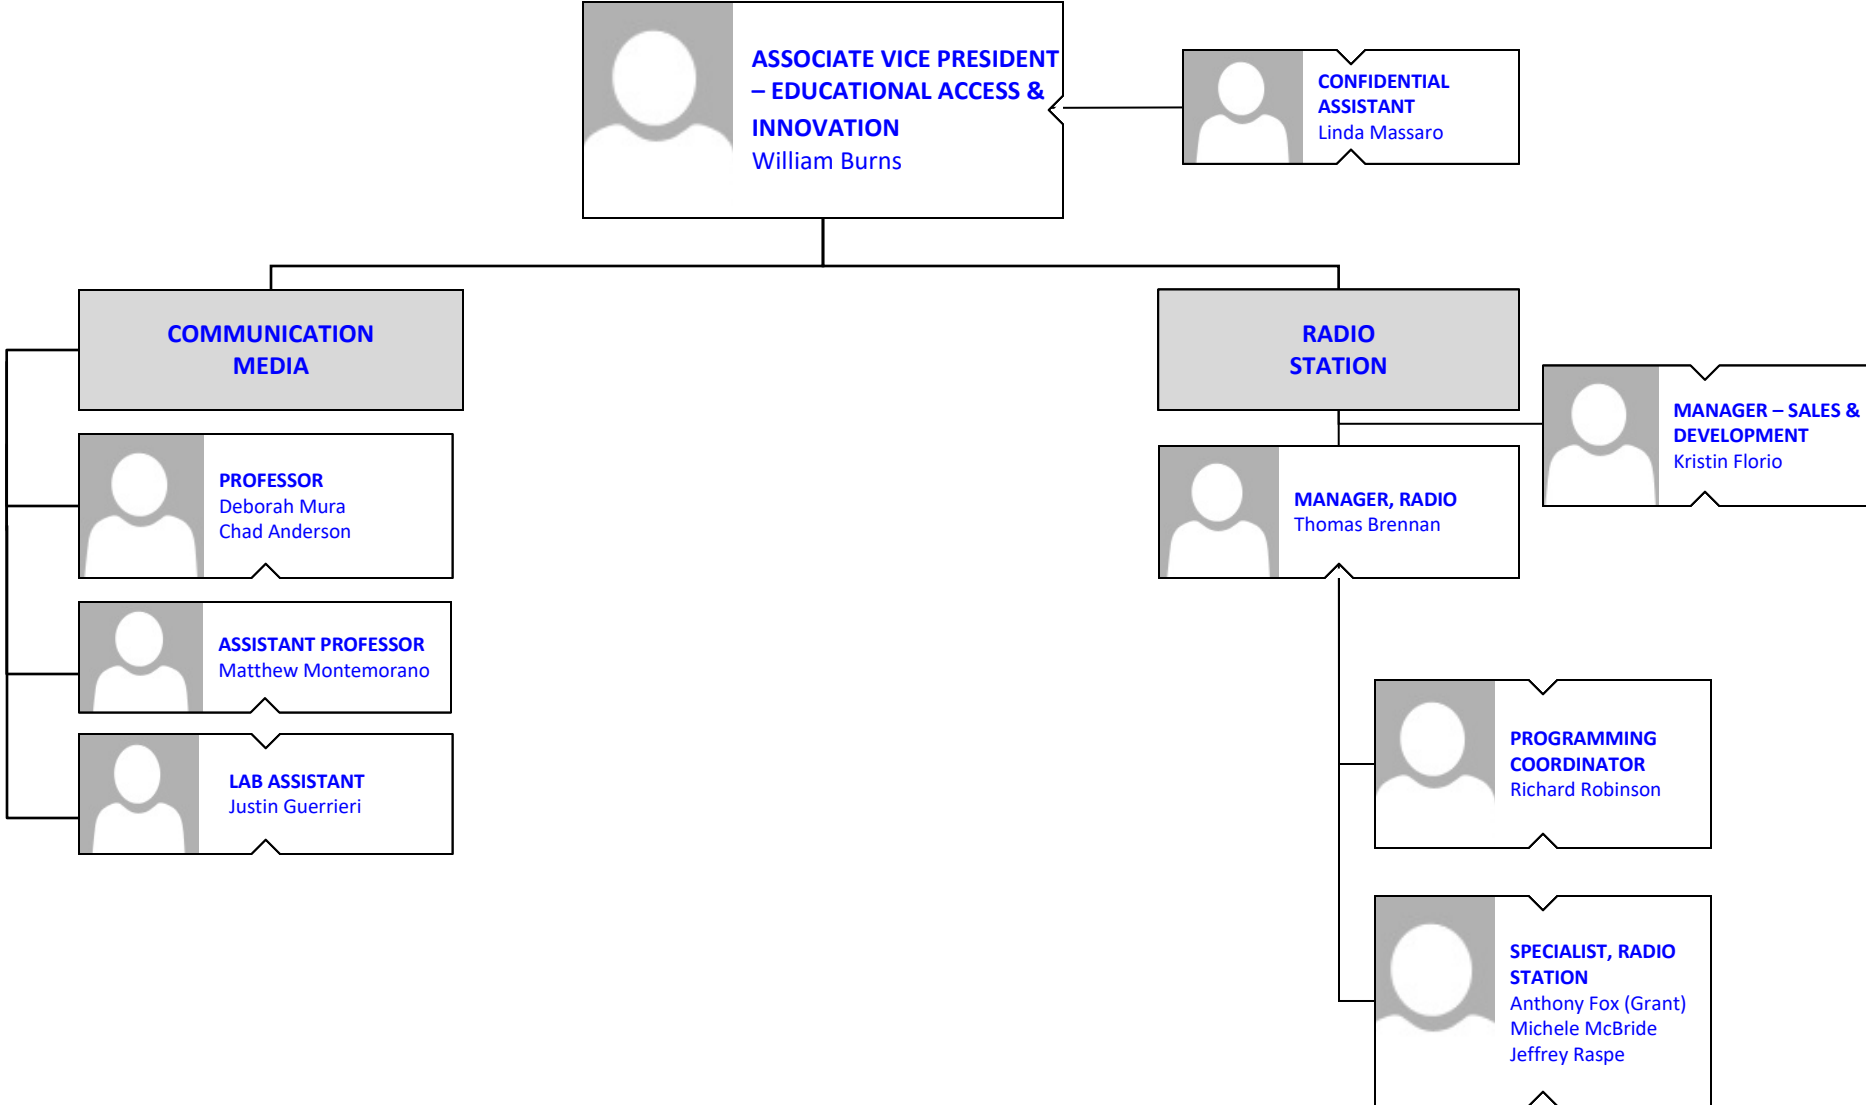 ASSOCIATE VICE PRESIDENT
– EDUCATIONAL ACCESS &
INNOVATION
William Burns
CONFIDENTIAL
ASSISTANT
Linda Massaro
COMMUNICATION
MEDIA
RADIO
STATION
MANAGER – SALES &
DEVELOPMENT
Kristin Florio
PROFESSOR
Deborah Mura
Chad Anderson
MANAGER, RADIO
Thomas Brennan
ASSISTANT PROFESSOR
Matthew Montemorano
LAB ASSISTANT
Justin Guerrieri
PROGRAMMING
COORDINATOR
Richard Robinson
SPECIALIST, RADIO
STATION
Anthony Fox (Grant)
Michele McBride
Jeffrey Raspe